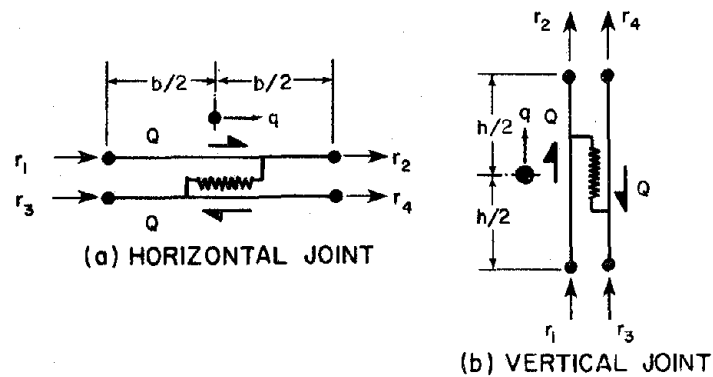 b/2 b/2
q
Q
r1 r2
r3 r4
Q
(a) HORIZONTAL JOINT
r2 r4
h/2
q Q
Q
h/2
r1 r3
(b) VERTICAL JOINT